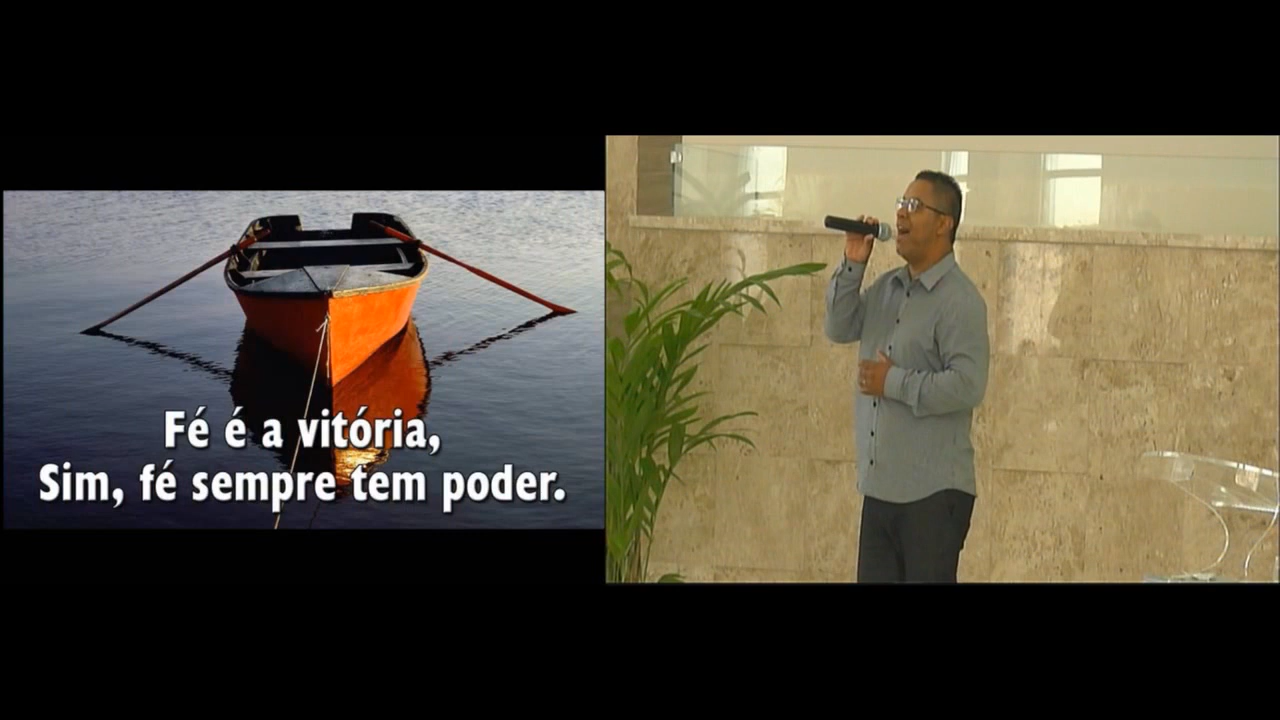 Fé é a vitória,
Sim, fé sempre tem poder.